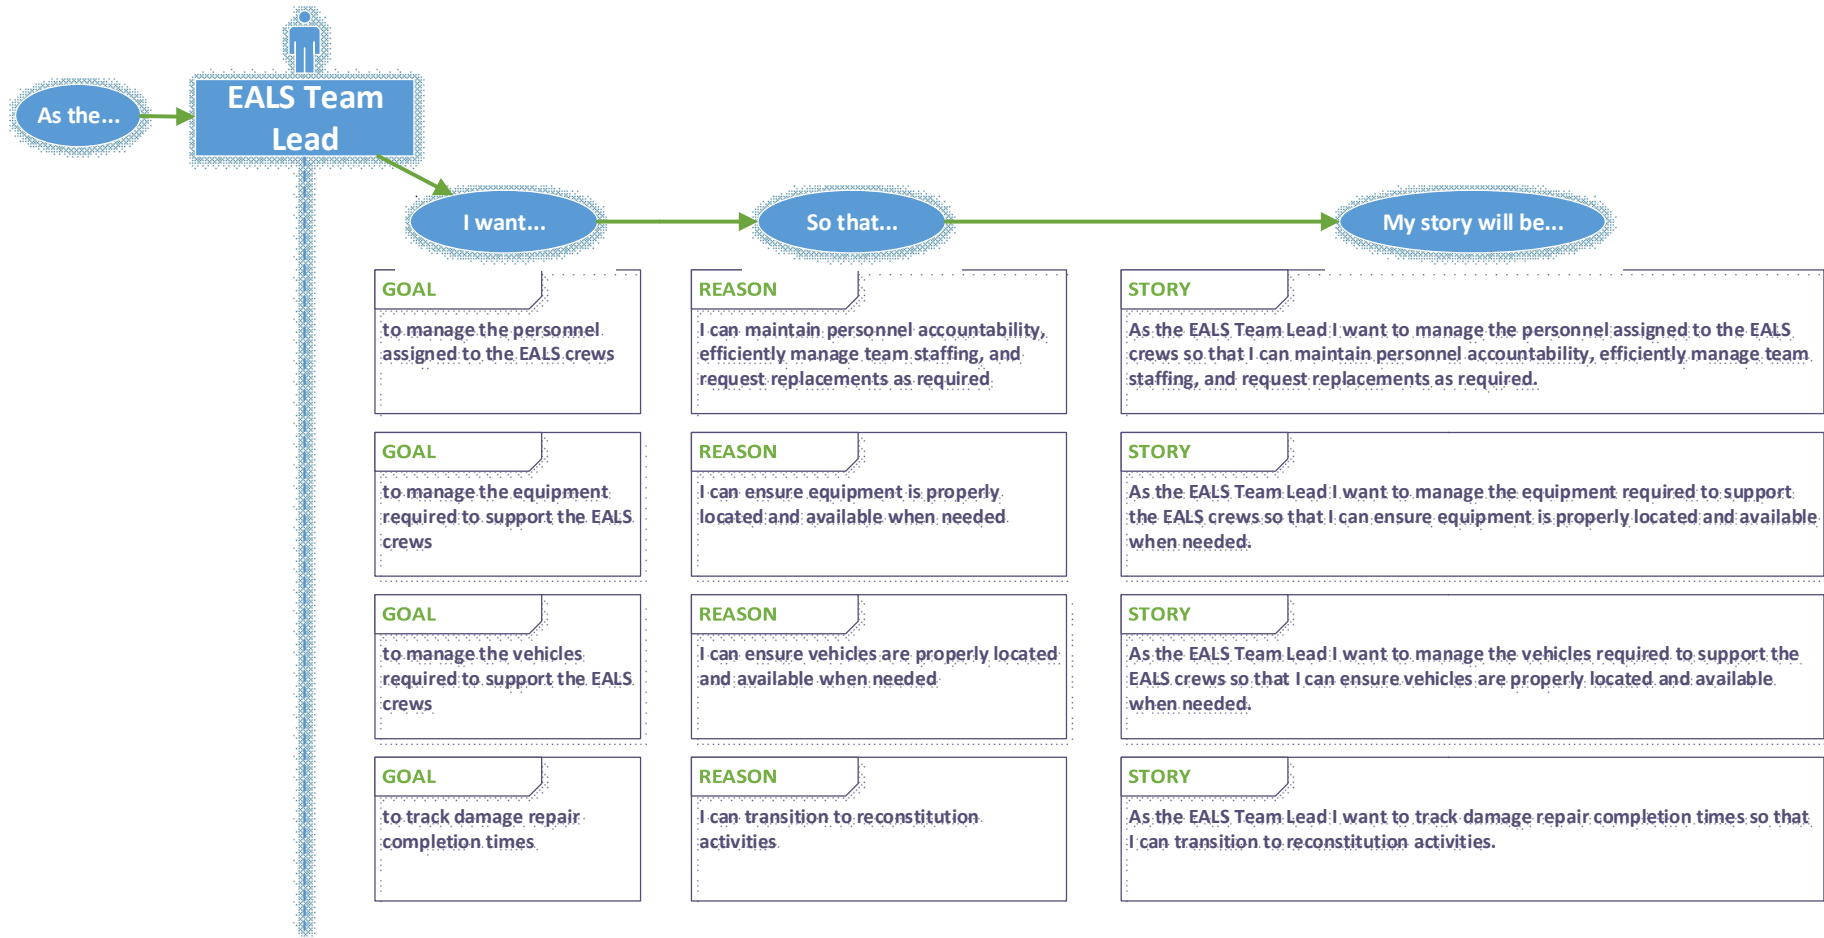 As the...
EALS Team
Lead
I want...
So that...
My story will be...
GOAL
to manage the personnel
assigned to the EALS crews
REASON
I can maintain personnel accountability,
efficiently manage team staffing, and
request replacements as required
STORY
As the EALS Team Lead I want to manage the personnel assigned to the EALS
crews so that I can maintain personnel accountability, efficiently manage team
staffing, and request replacements as required.
GOAL
to manage the equipment
required to support the EALS
crews
REASON
I can ensure equipment is properly
located and available when needed
STORY
As the EALS Team Lead I want to manage the equipment required to support
the EALS crews so that I can ensure equipment is properly located and available
when needed.
GOAL
to manage the vehicles
required to support the EALS
crews
REASON
I can ensure vehicles are properly located
and available when needed
STORY
As the EALS Team Lead I want to manage the vehicles required to support the
EALS crews so that I can ensure vehicles are properly located and available
when needed.
GOAL
to track damage repair
completion times
REASON
I can transition to reconstitution
activities
STORY
As the EALS Team Lead I want to track damage repair completion times so that
I can transition to reconstitution activities.